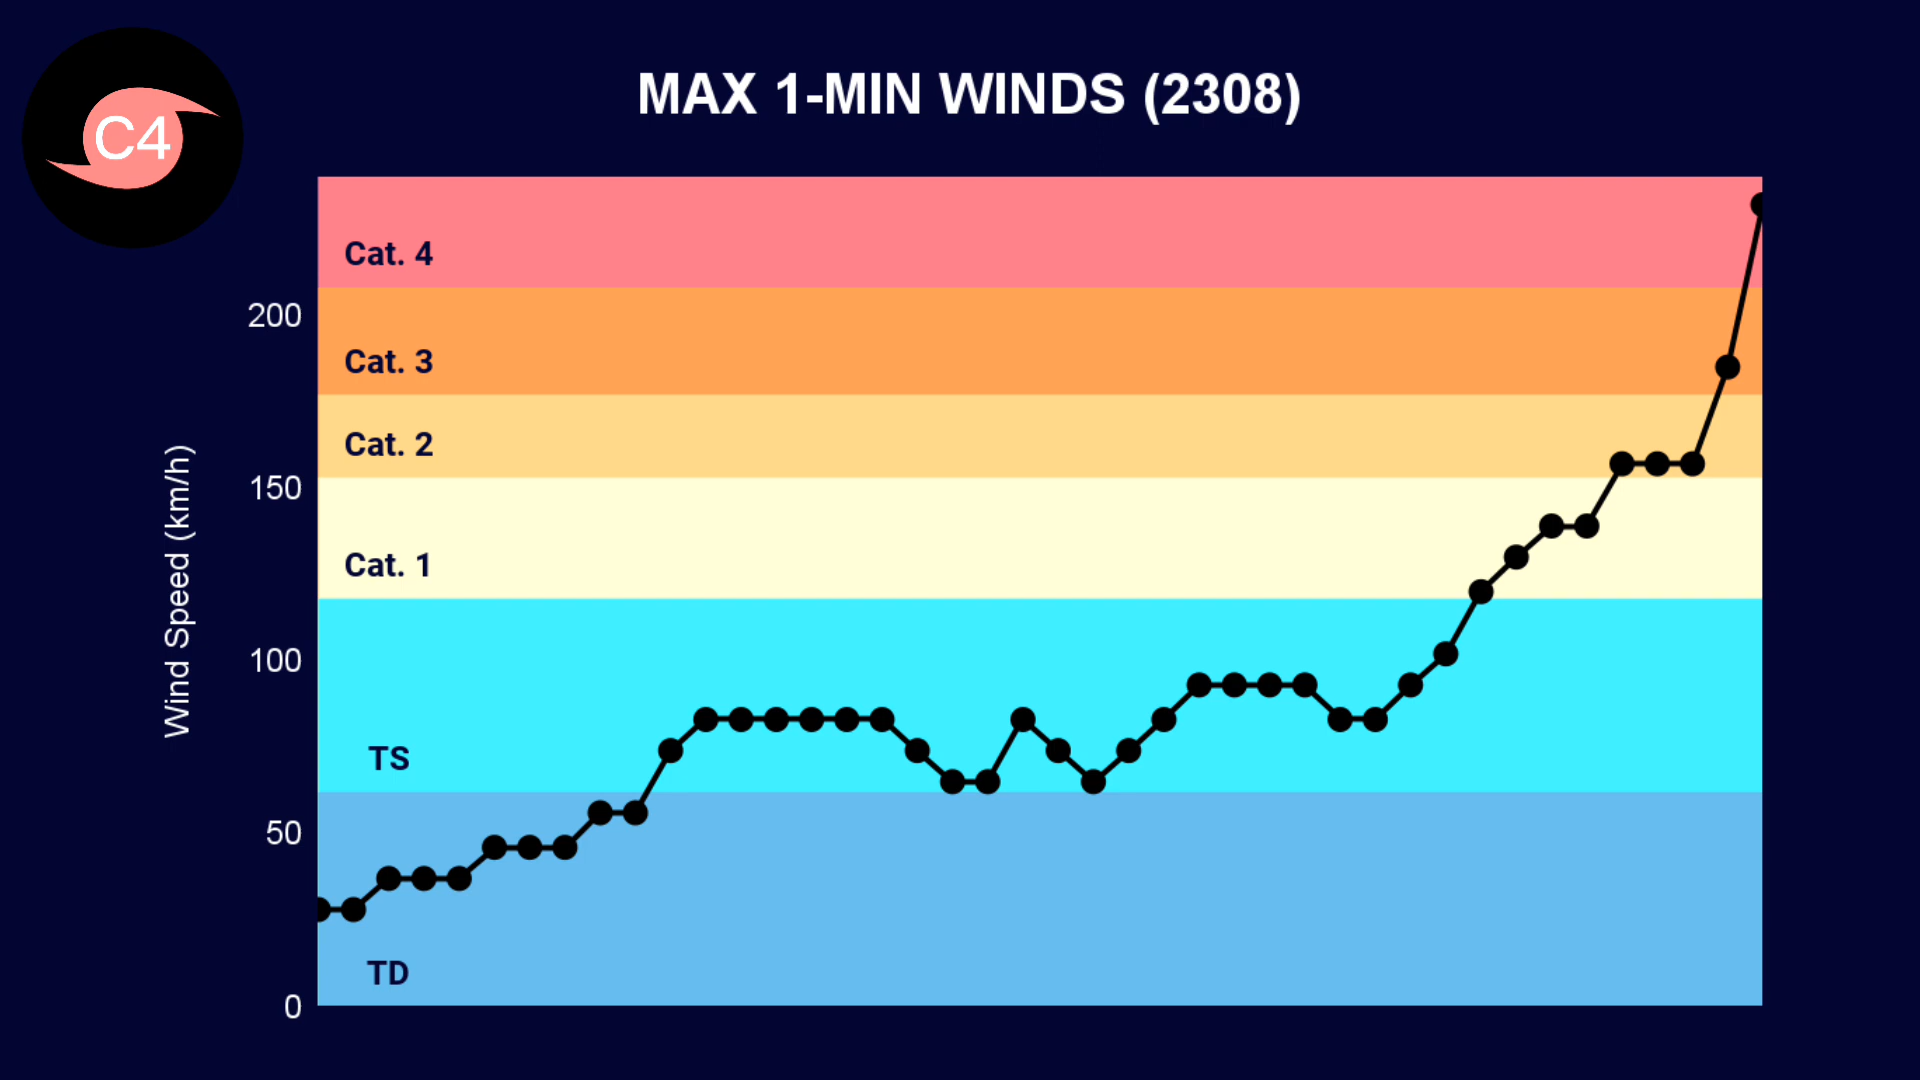 C4
MAX 1-MIN WINDS (2308)
Cat. 4
200
Cat. 3
Cat. 2
150
Cat. 1
Wind Speed (km/h)
100
TS
50
TD
0